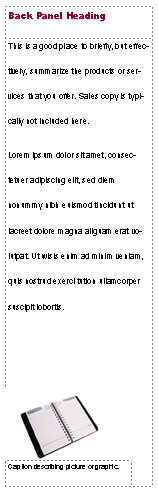 Back Panel Heading
This is a good place to briefly, but effec-
tively, summarize the products or ser-
vices that you offer. Sales copy is typi-
cally not included here.
Lorem ipsum dolor sit amet, consec-
tetuer adipiscing elit, sed diem
nonummy nibh euismod tincidunt ut
lacreet dolore magna aliguam erat vo-
lutpat. Ut wisis enim ad minim veniam,
quis nostrud exerci tution ullamcorper
suscipit lobortis.
Caption describing picture or graphic.